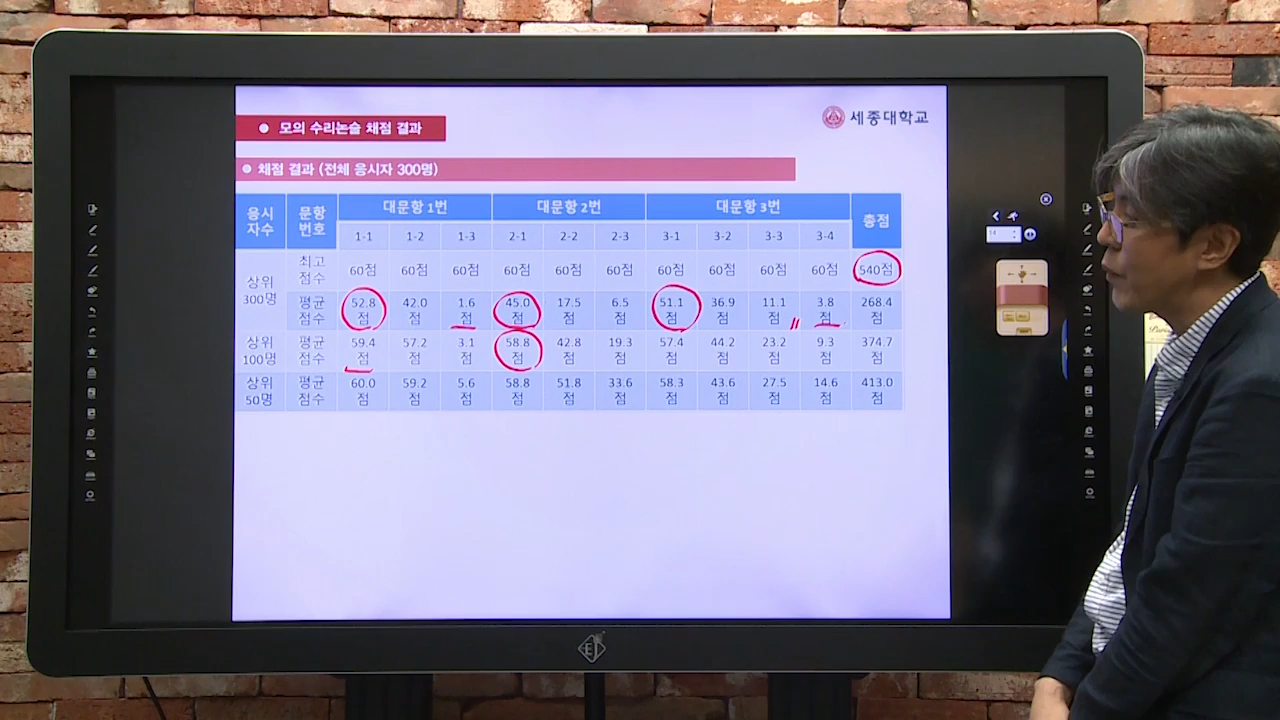 세종대학교
● 모의 수리논술 채점 결과
● 채점 결과 (전체 응시자 300명)
응시 자수 문항 번호 대문항 1번 대문항 2번 대문항 3번 총점
1-1 1-2 1-3 2-1 2-2 2-3 3-1 3-2 3-3 3-4
상위 300명 최고 점수 60점 60점 60점 60점 60점 60점 60점 60점 60점 60점 540점
평균 점수 52.8 점 42.0 점 1.6 점 45.0 점 17.5 점 6.5 점 51.1 점 36.9 점 11.1 점 3.8 점 268.4 점
상위 100명 평균 점수 59.4 점 57.2 점 3.1 점 58.8 점 42.8 점 19.3 점 57.4 점 44.2 점 23.2 점 9.3 점 374.7 점
상위 50명 평균 점수 60.0 점 59.2 점 5.6 점 58.8 점 51.8 점 33.6 점 58.3 점 43.6 점 27.5 점 14.6 점 413.0 점